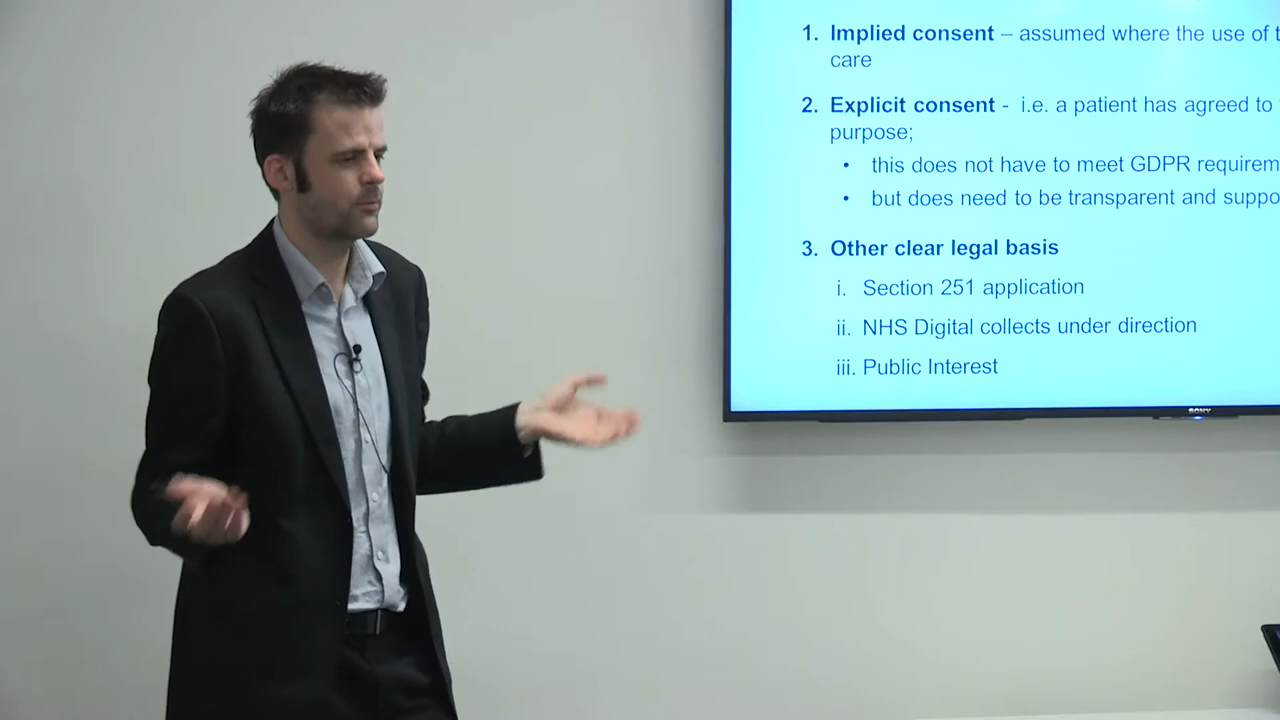 1. Implied consent – assumed where the use of
care
2. Explicit consent - i.e. a patient has agreed to
purpose;
• this does not have to meet GDPR
• but does need to be transparent and
3. Other clear legal basis
i. Section 251 application
ii. NHS Digital collects under direction
iii. Public Interest
SONY